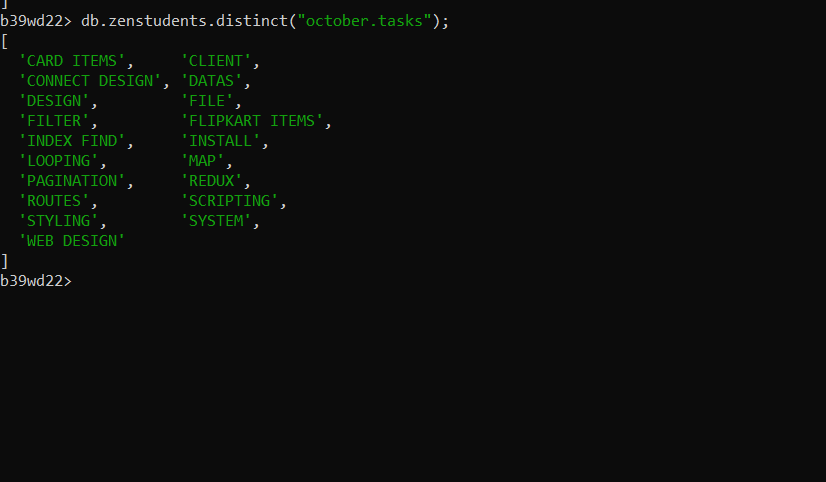 ]
b39wd22> db.zenstudents.distinct("october.tasks");
[
  'CARD ITEMS',     'CLIENT',
  'CONNECT DESIGN', 'DATAS',
  'DESIGN',         'FILE',
  'FILTER',         'FLIPKART ITEMS',
  'INDEX FIND',     'INSTALL',
  'LOOPING',        'MAP',
  'PAGINATION',     'REDUX',
  'ROUTES',         'SCRIPTING',
  'STYLING',        'SYSTEM',
  'WEB DESIGN'
]
b39wd22>